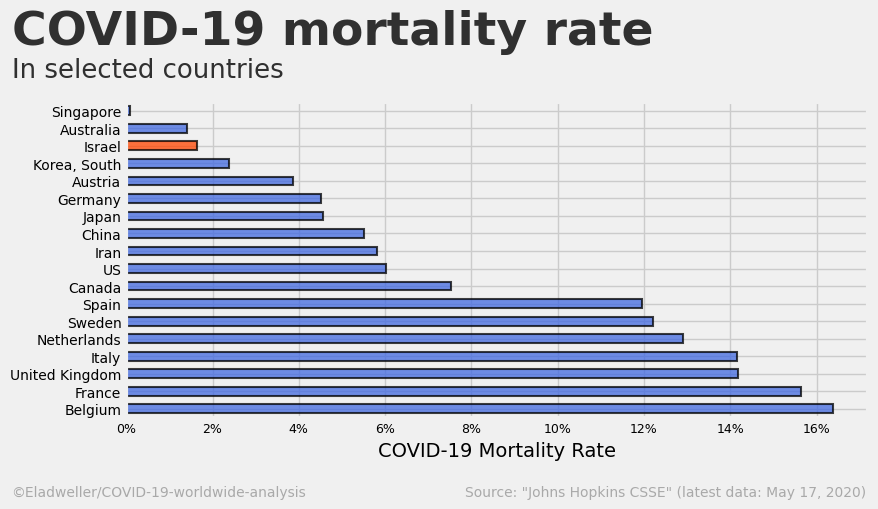 COVID-19 mortality rate
In selected countries
Singapore
Australia
Israel
Korea, South
Austria
Germany
Japan
China
Iran
US
Canada
Spain
Sweden
Netherlands
Italy
United Kingdom
France
Belgium
0% 2% 4% 6% 8% 10% 12% 14% 16%
COVID-19 Mortality Rate
©Eladweller/COVID-19-worldwide-analysis Source: "Johns Hopkins CSSE" (latest data: May 17, 2020)